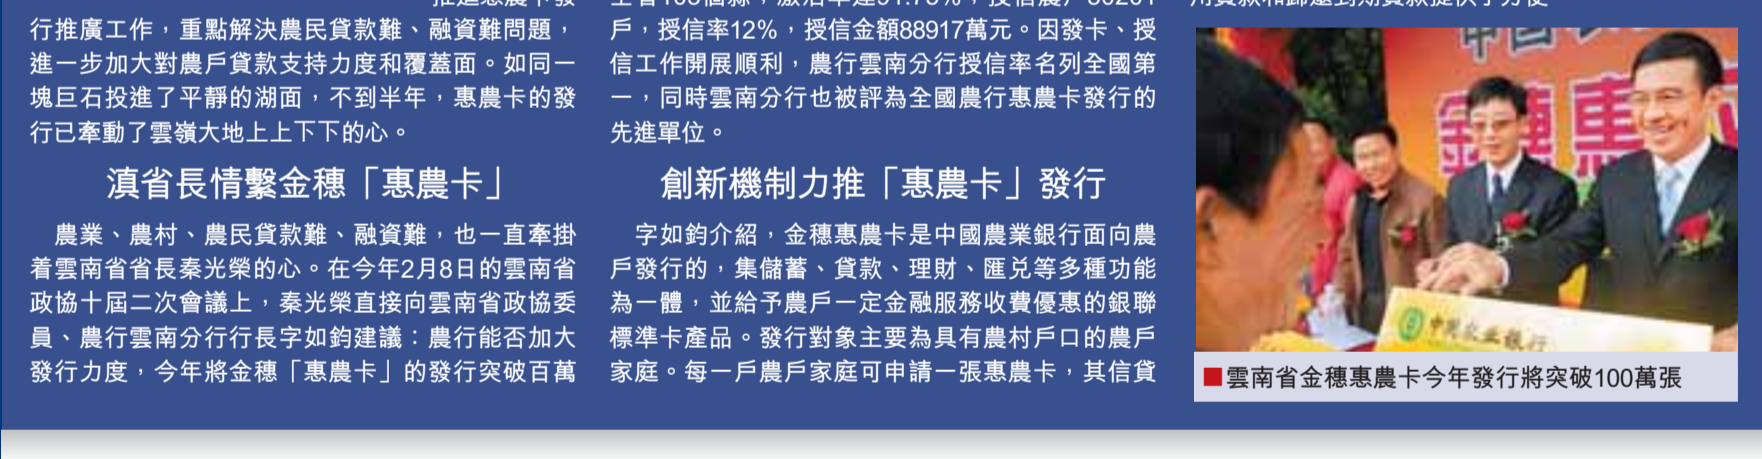 推進惠農卡發
行推廣工作，重點解決農民貸款難、融資難問題，
進一步加大對農戶貸款支持力度和覆蓋面。如同一
塊巨石投進了平靜的湖面，不到半年，惠農卡的發
行已牽動了雲嶺大地上上下下的心。
滇省長情繫金穗「惠農卡」
農業、農村、農民貸款難、融資難，也一直牽掛
着雲南省省長秦光榮的心。在今年2月8日的雲南省
政協十屆二次會議上，秦光榮直接向雲南省政協委
員、農行雲南分行行長字如鈞建議：農行能否加大
發行力度，今年將金穗「惠農卡」的發行突破百萬
戶，授信率12%，授信金額88917萬元。因發卡、授
信工作開展順利，農行雲南分行授信率名列全國第
一，同時雲南分行也被評為全國農行惠農卡發行的
先進單位。
創新機制力推「惠農卡」發行
字如鈞介紹，金穗惠農卡是中國農業銀行面向農
戶發行的，集儲蓄、貸款、理財、匯兑等多種功能
為一體，並給予農戶一定金融服務收費優惠的銀聯
標準卡產品。發行對象主要為具有農村戶口的農戶
家庭。每一戶農戶家庭可申請一張惠農卡，其信貸
中国农业银行
■雲南省金穗惠農卡今年發行將突破100萬張